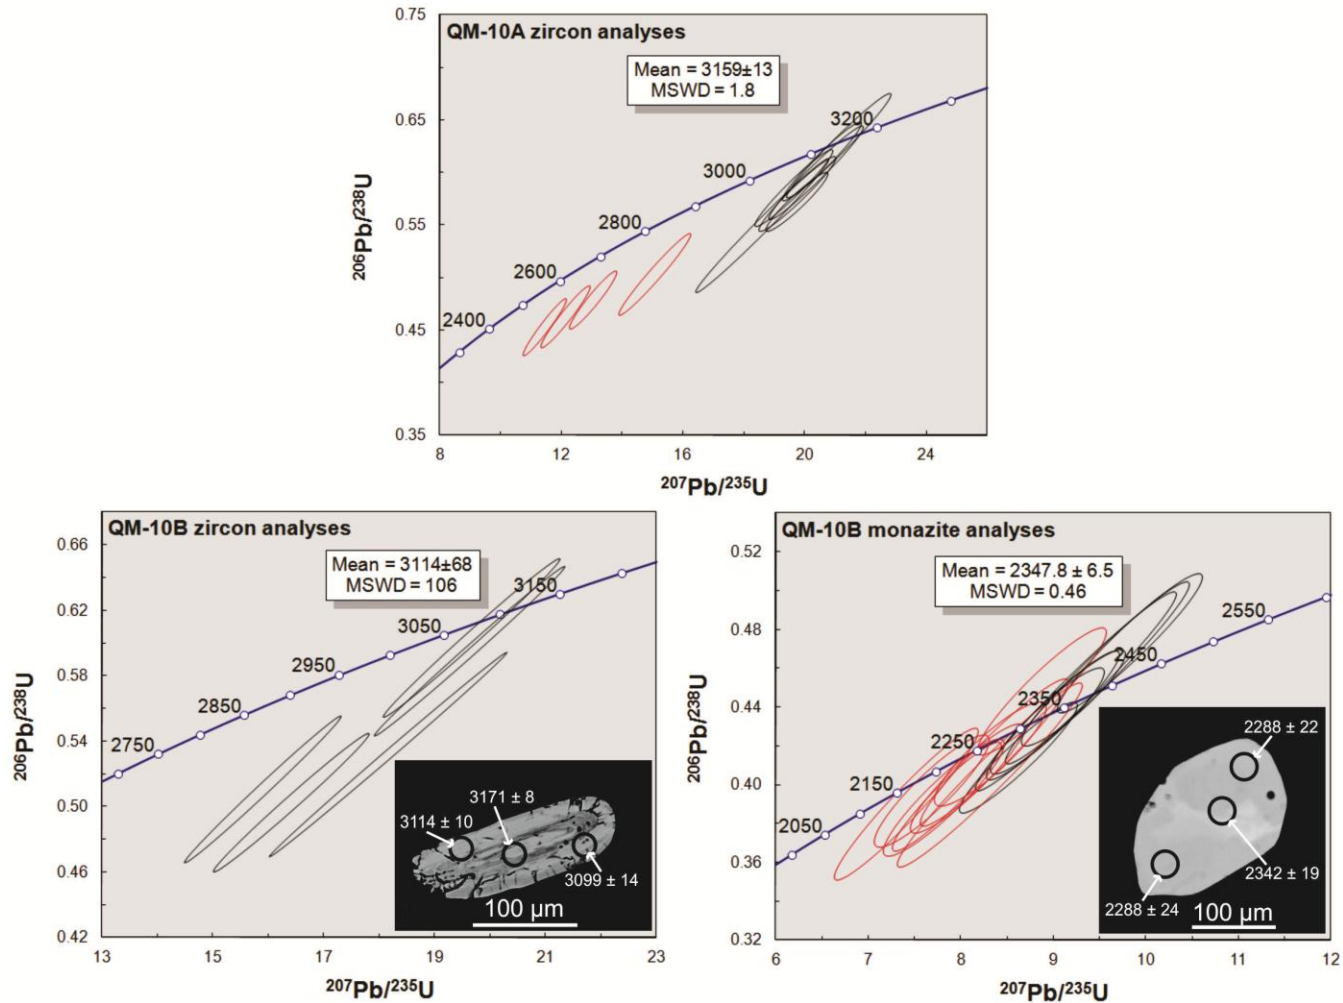 QM-10A zircon analyses
Mean = 3159±13
MSWD = 1.8
0.75
0.65
0.55
0.45
0.35
²⁰⁶Pb/²³⁸U
2400
2600
2800
3000
3200
8
12
16
20
24
²⁰⁷Pb/²³⁵U
QM-10B zircon analyses
Mean = 3114±68
MSWD = 106
0.66
0.62
0.58
0.54
0.50
0.46
0.42
²⁰⁶Pb/²³⁸U
2750
2850
2950
3050
3150
3171 ± 8
3114 ± 10
3099 ± 14
100 µm
13
15
17
19
21
23
²⁰⁷Pb/²³⁵U
QM-10B monazite analyses
Mean = 2347.8 ± 6.5
MSWD = 0.46
0.52
0.48
0.44
0.40
0.36
0.32
²⁰⁶Pb/²³⁸U
2050
2150
2250
2350
2450
2550
2288 ± 22
2342 ± 19
2288 ± 24
100 µm
6
7
8
9
10
11
12
²⁰⁷Pb/²³⁵U